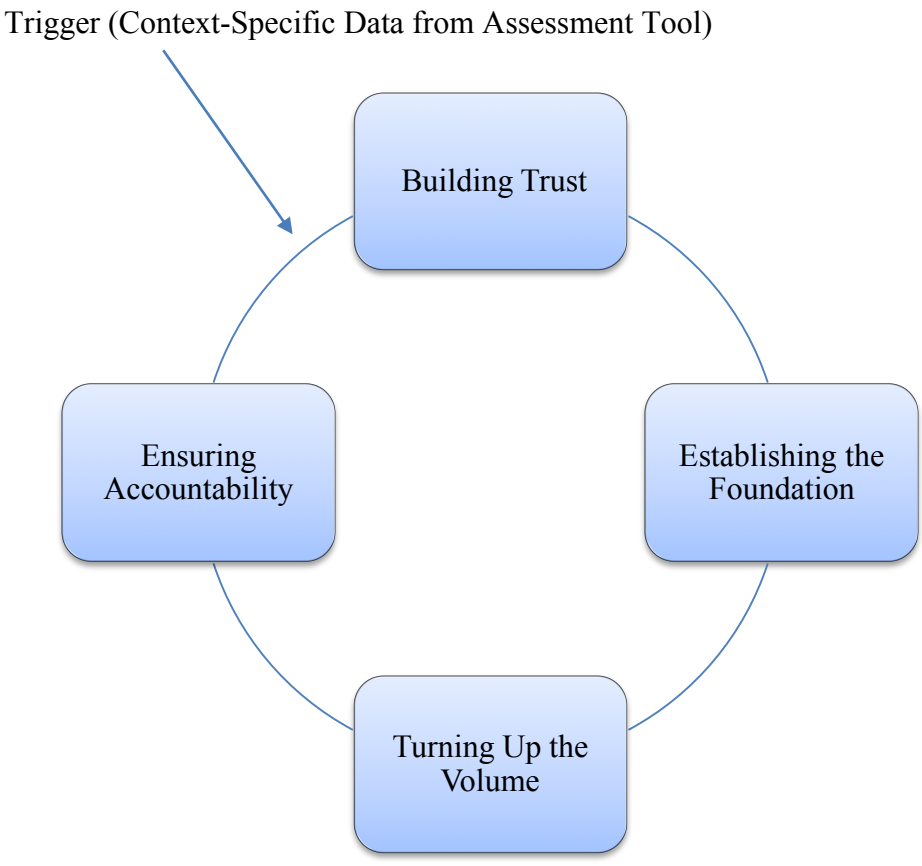 Trigger (Context-Specific Data from Assessment Tool)
Building Trust
Ensuring
Accountability
Establishing the
Foundation
Turning Up the
Volume